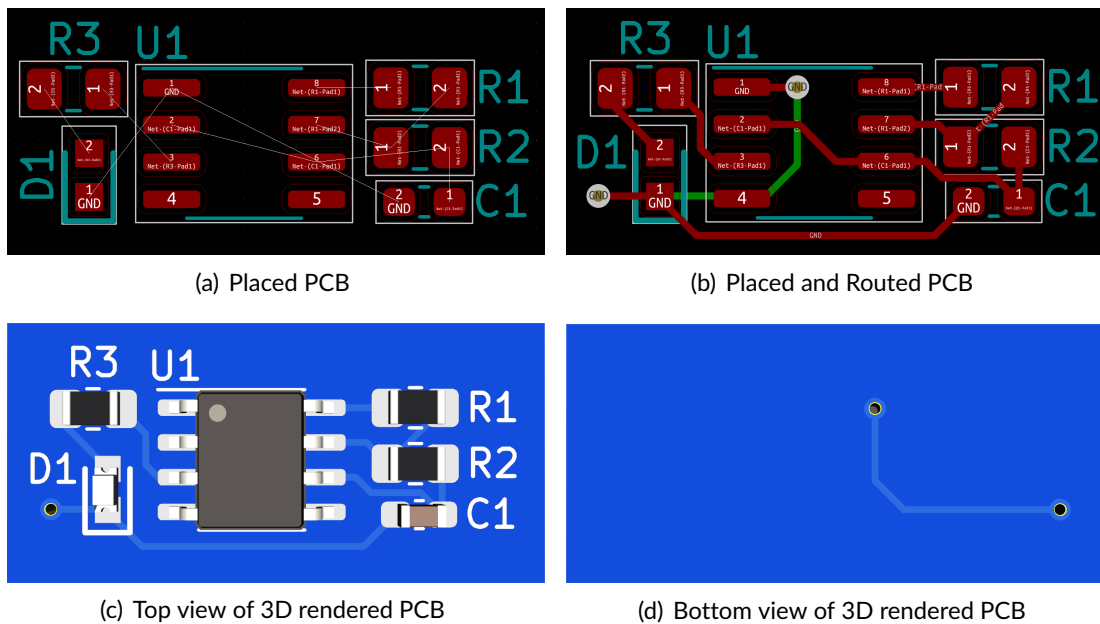 R3
U1
R1
R2
C1
D1
2
1
1
GND
2
Net-(C1-Pad1)
3
Net-(R3-Pad1)
4
8
Net-(R1-Pad1)
7
Net-(R1-Pad2)
6
Net-(C1-Pad1)
5
1
2
1
2
2
GND
1
2
1
GND
(a) Placed PCB
R3
U1
R1
R2
C1
D1
2
1
1
GND
GND
2
Net-(C1-Pad1)
3
Net-(R3-Pad1)
4
8
Net-(R1-Pad1)
7
Net-(R1-Pad2)
6
Net-(C1-Pad1)
5
1
2
1
2
2
GND
1
2
1
GND
GND
GND
(b) Placed and Routed PCB
R3
U1
R1
R2
C1
D1
(c) Top view of 3D rendered PCB
(d) Bottom view of 3D rendered PCB